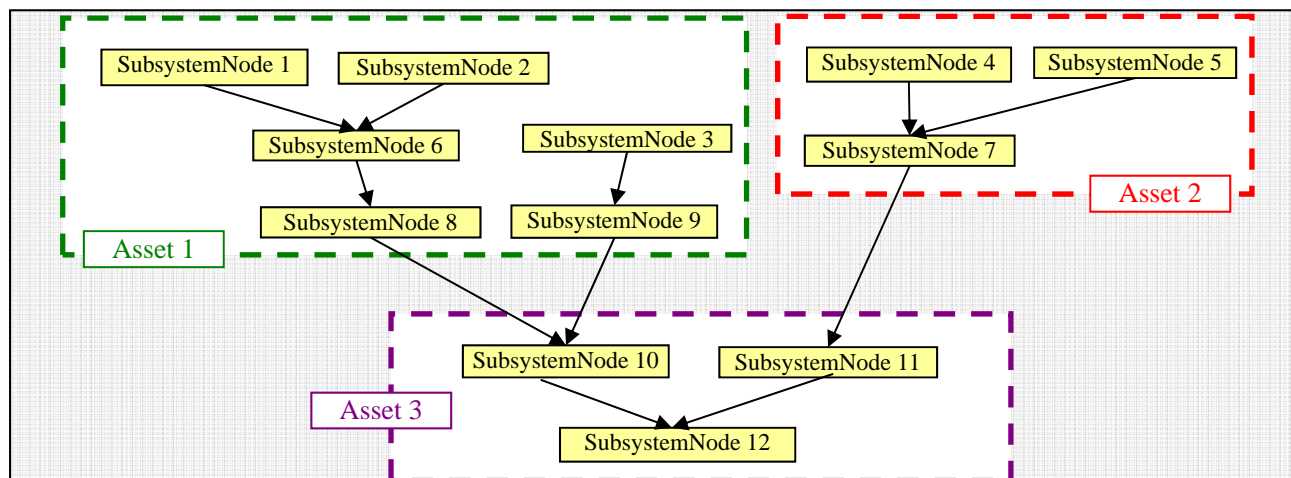 SubsystemNode 1
SubsystemNode 2
SubsystemNode 4
SubsystemNode 5
SubsystemNode 6
SubsystemNode 3
SubsystemNode 7
Asset 2
SubsystemNode 8
SubsystemNode 9
Asset 1
SubsystemNode 10
SubsystemNode 11
Asset 3
SubsystemNode 12